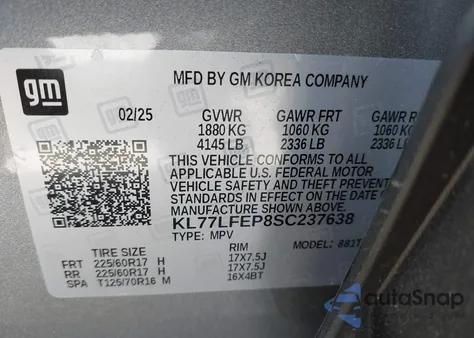 gm
MFD BY GM KOREA COMPANY
02/25 GVWR GAWR FRT GAWR R
1880 KG 1060 KG 1060 KG
4145 LB 2336 LB 2336 LB
THIS VEHICLE CONFORMS TO ALL
APPLICABLE U.S. FEDERAL MOTOR
VEHICLE SAFETY AND THEFT PREVENT
STANDARDS IN EFFECT ON THE DATE O
MANUFACTURE SHOWN ABOVE.
KL77LFEP8SC237638
TYPE: MPV MODEL: 881T
TIRE SIZE RIM
FRT 225/60R17 H 17X7.5J
RR 225/60R17 H 17X7.5J
SPA T125/70R16 M 16X4BT
autoSnap